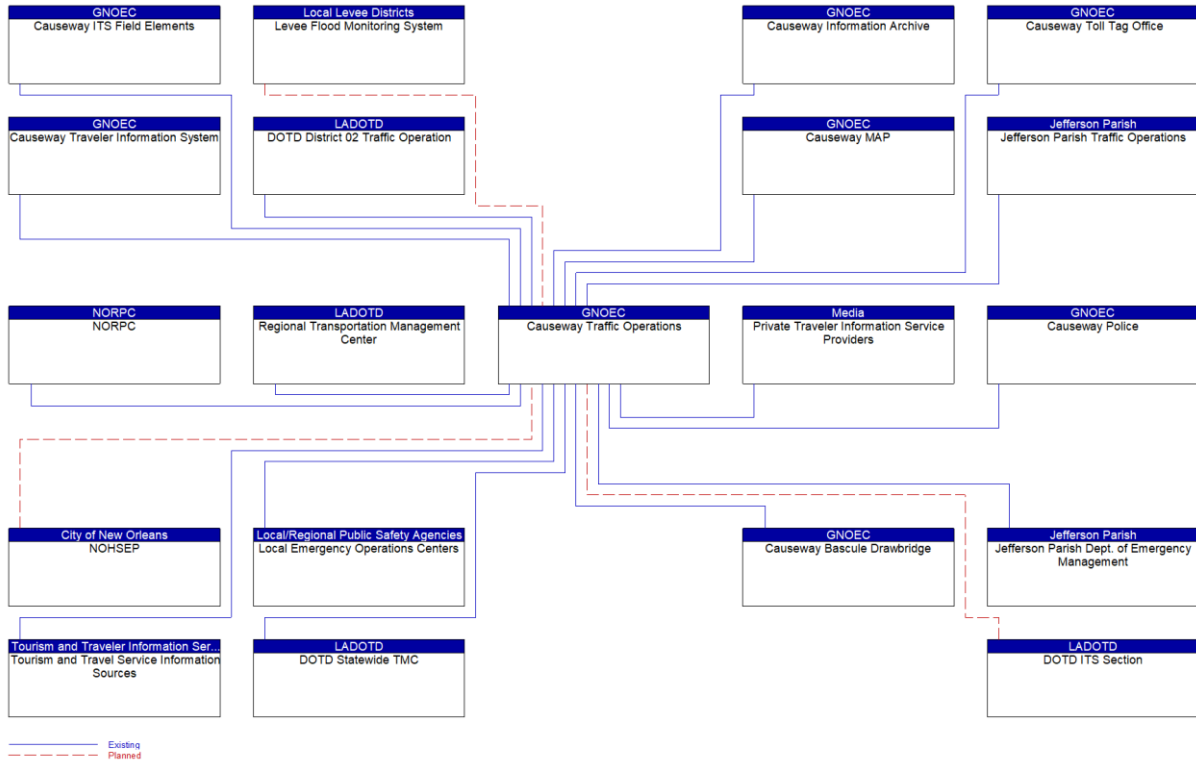 GNOEC
Causeway ITS Field Elements
Local Levee Districts
Levee Flood Monitoring System
GNOEC
Causeway Information Archive
GNOEC
Causeway Toll Tag Office
GNOEC
Causeway Traveler Information System
LADOTD
DOTD District 02 Traffic Operation
GNOEC
Causeway MAP
Jefferson Parish
Jefferson Parish Traffic Operations
NORPC
NORPC
LADOTD
Regional Transportation Management
Center
GNOEC
Causeway Traffic Operations
Media
Private Traveler Information Service
Providers
GNOEC
Causeway Police
City of New Orleans
NOHSEP
Local/Regional Public Safety Agencies
Local Emergency Operations Centers
GNOEC
Causeway Bascule Drawbridge
Jefferson Parish
Jefferson Parish Dept. of Emergency
Management
Tourism and Traveler Information Ser...
Tourism and Travel Service Information
Sources
LADOTD
DOTD Statewide TMC
LADOTD
DOTD ITS Section
Existing
Planned